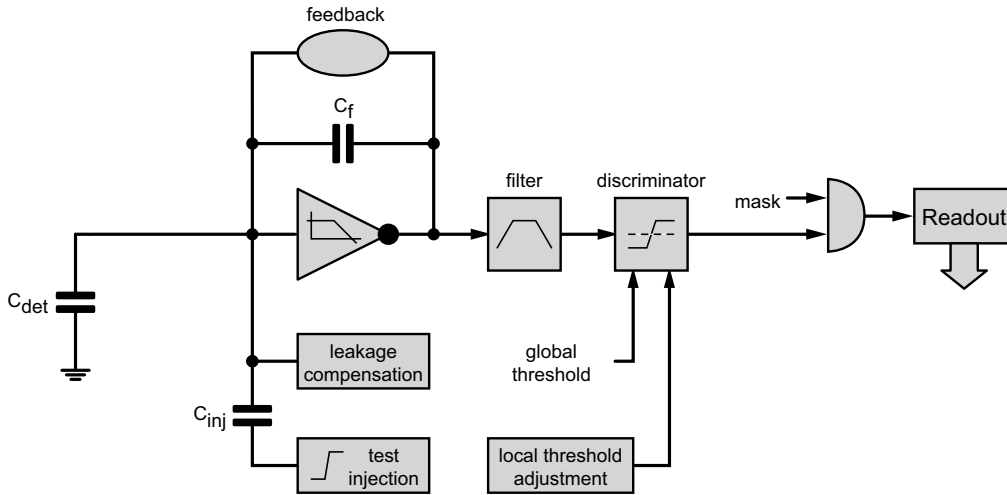 feedback
Cf
filter
discriminator
mask
Readout
Cdet
leakage
compensation
global
threshold
Cinj
test
injection
local threshold
adjustment